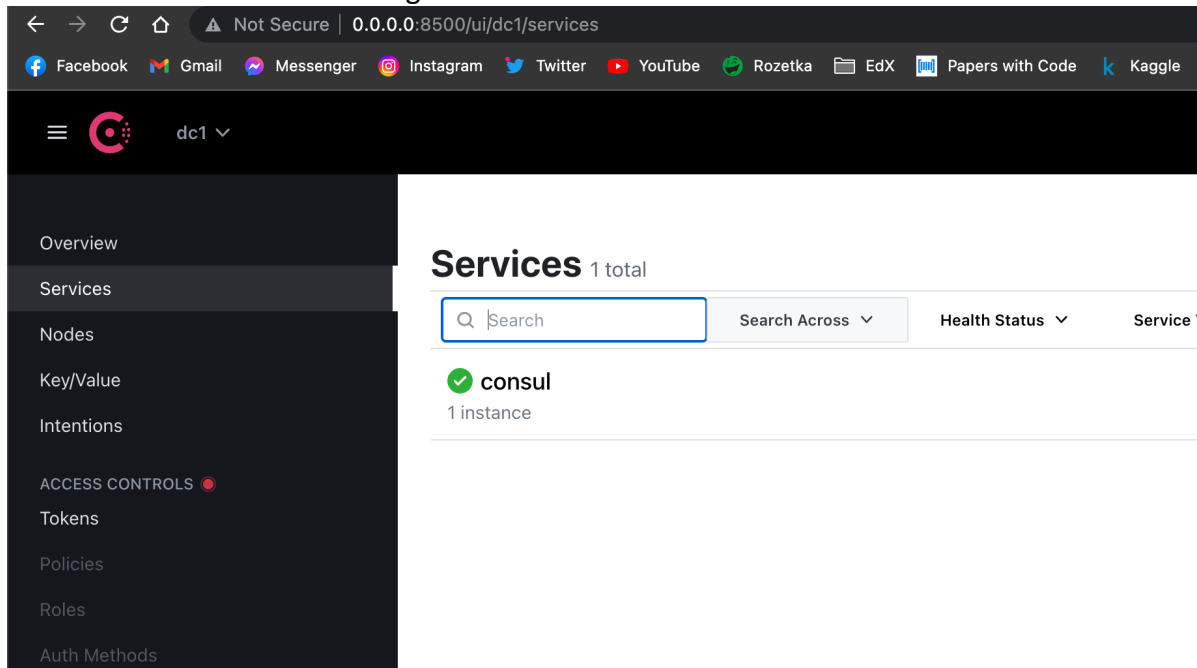 Not Secure | 0.0.0.0:8500/ui/dc1/services
Facebook Gmail Messenger Instagram Twitter YouTube Rozetka EdX Papers with Code Kaggle
dc1
Overview
Services
Nodes
Key/Value
Intentions
ACCESS CONTROLS
Tokens
Policies
Roles
Auth Methods
Services 1 total
Search Search Across Health Status Service
consul
1 instance